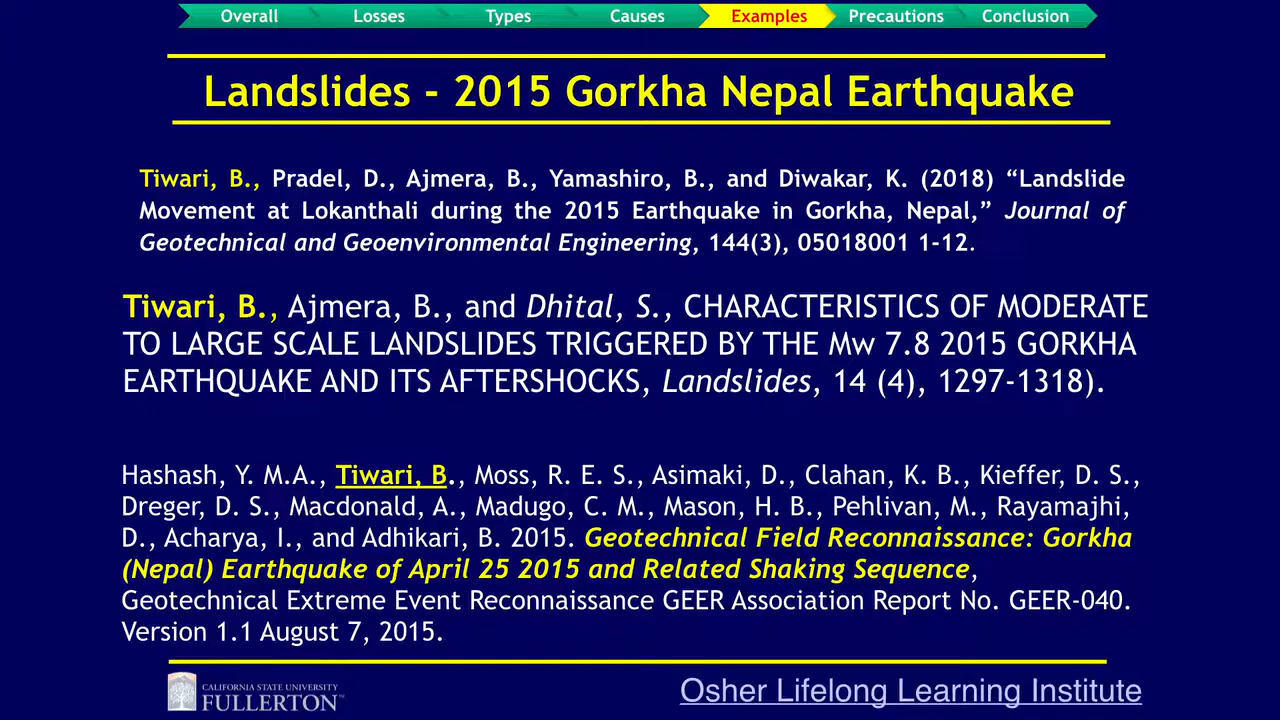 Overall Losses Types Causes Examples Precautions Conclusion
Landslides - 2015 Gorkha Nepal Earthquake
Tiwari, B., Pradel, D., Ajmera, B., Yamashiro, B., and Diwakar, K. (2018) “Landslide
Movement at Lokanthali during the 2015 Earthquake in Gorkha, Nepal,” Journal of
Geotechnical and Geoenvironmental Engineering, 144(3), 05018001 1-12.
Tiwari, B., Ajmera, B., and Dhital, S., CHARACTERISTICS OF MODERATE
TO LARGE SCALE LANDSLIDES TRIGGERED BY THE Mw 7.8 2015 GORKHA
EARTHQUAKE AND ITS AFTERSHOCKS, Landslides, 14 (4), 1297-1318).
Hashash, Y. M.A., Tiwari, B., Moss, R. E. S., Asimaki, D., Clahan, K. B., Kieffer, D. S.,
Dreger, D. S., Macdonald, A., Madugo, C. M., Mason, H. B., Pehlivan, M., Rayamajhi,
D., Acharya, I., and Adhikari, B. 2015. Geotechnical Field Reconnaissance: Gorkha
(Nepal) Earthquake of April 25 2015 and Related Shaking Sequence,
Geotechnical Extreme Event Reconnaissance GEER Association Report No. GEER-040.
Version 1.1 August 7, 2015.
CALIFORNIA STATE UNIVERSITY
FULLERTON™
Osher Lifelong Learning Institute